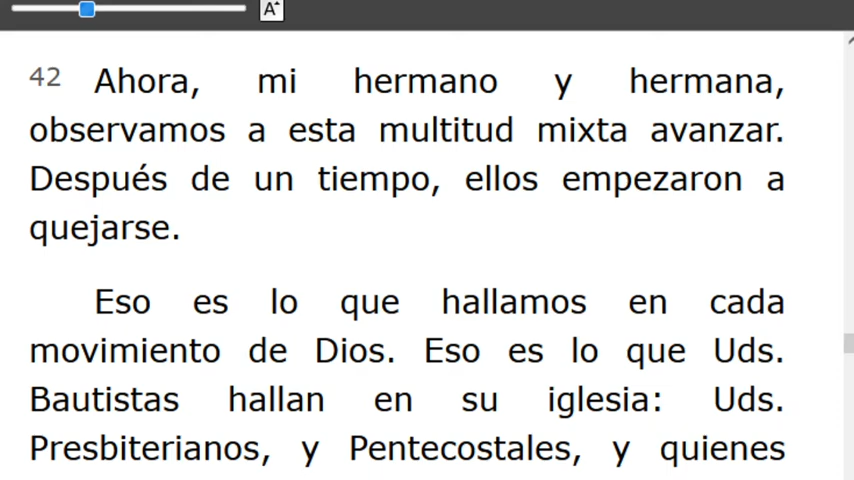 A
42 Ahora, mi hermano y hermana,
observamos a esta multitud mixta avanzar.
Después de un tiempo, ellos empezaron a
quejarse.
Eso es lo que hallamos en cada
movimiento de Dios. Eso es lo que Uds.
Bautistas hallan en su iglesia: Uds.
Presbiterianos, y Pentecostales, y quienes